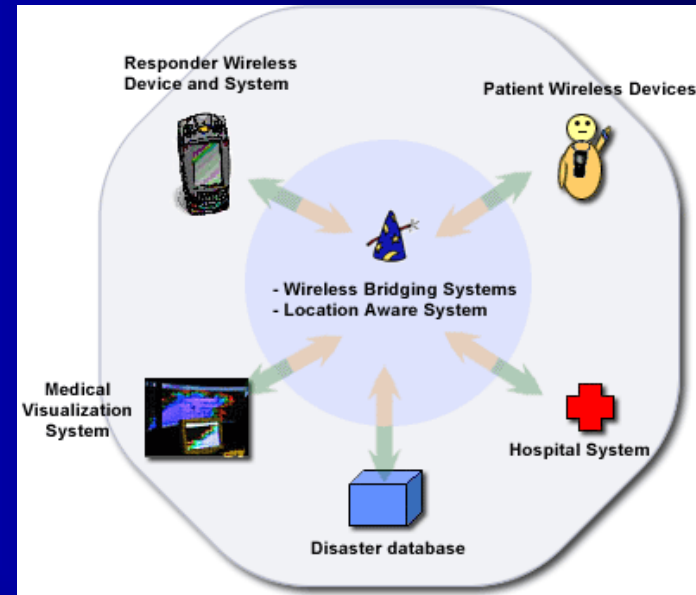 Responder Wireless
Device and System
Patient Wireless Devices
- Wireless Bridging Systems
- Location Aware System
Medical
Visualization
System
Hospital System
Disaster database